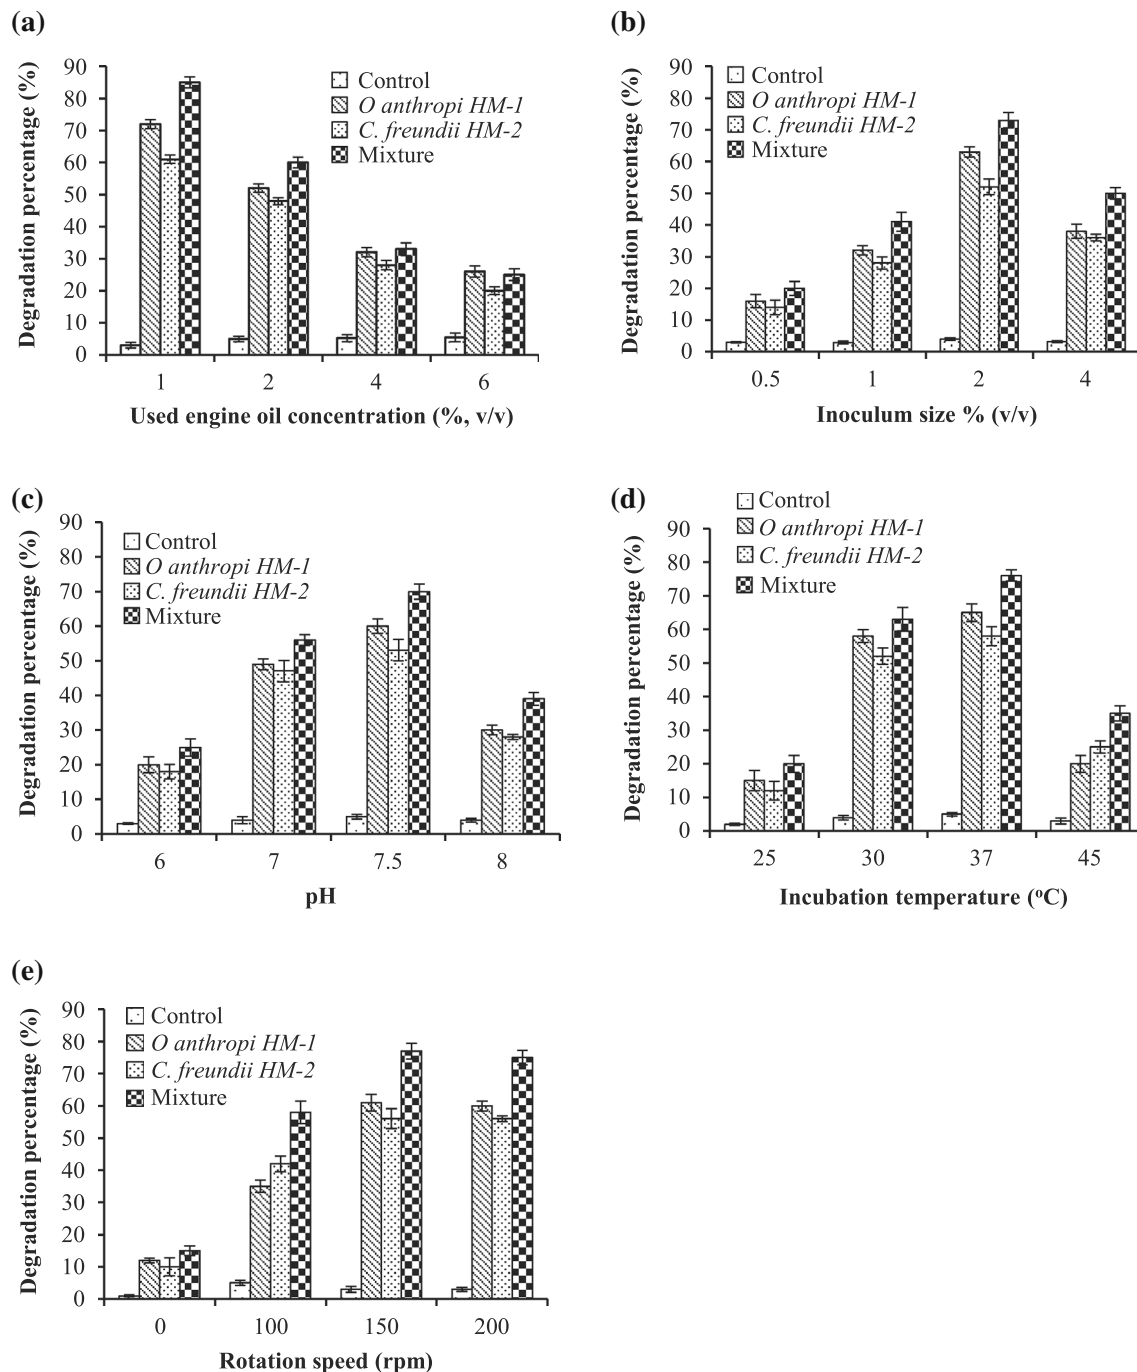 (a)
Degradation percentage (%)
90
80
70
60
50
40
30
20
10
0
Control
O anthropi HM-1
C. freundii HM-2
Mixture
1 2 4 6
Used engine oil concentration (%, v/v)
(b)
Degradation percentage (%)
90
80
70
60
50
40
30
20
10
0
Control
O anthropi HM-1
C. freundii HM-2
Mixture
0.5 1 2 4
Inoculum size % (v/v)
(c)
Degradation percentage (%)
90
80
70
60
50
40
30
20
10
0
Control
O anthropi HM-1
C. freundii HM-2
Mixture
6 7 7.5 8
pH
(d)
Degradation percentage (%)
90
80
70
60
50
40
30
20
10
0
Control
O anthropi HM-1
C. freundii HM-2
Mixture
25 30 37 45
Incubation temperature (°C)
(e)
Degradation percentage (%)
90
80
70
60
50
40
30
20
10
0
Control
O anthropi HM-1
C. freundii HM-2
Mixture
0 100 150 200
Rotation speed (rpm)